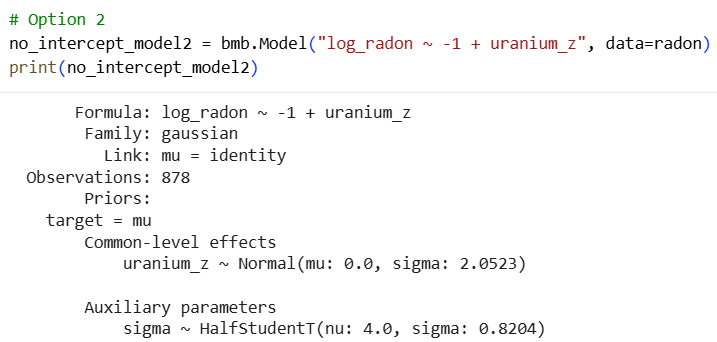 # Option 2
no_intercept_model2 = bmb.Model("log_radon ~ -1 + uranium_z", data=radon)
print(no_intercept_model2)
Formula: log_radon ~ -1 + uranium_z
Family: gaussian
Link: mu = identity
Observations: 878
Priors:
target = mu
Common-level effects
uranium_z ~ Normal(mu: 0.0, sigma: 2.0523)
Auxiliary parameters
sigma ~ HalfStudentT(nu: 4.0, sigma: 0.8204)